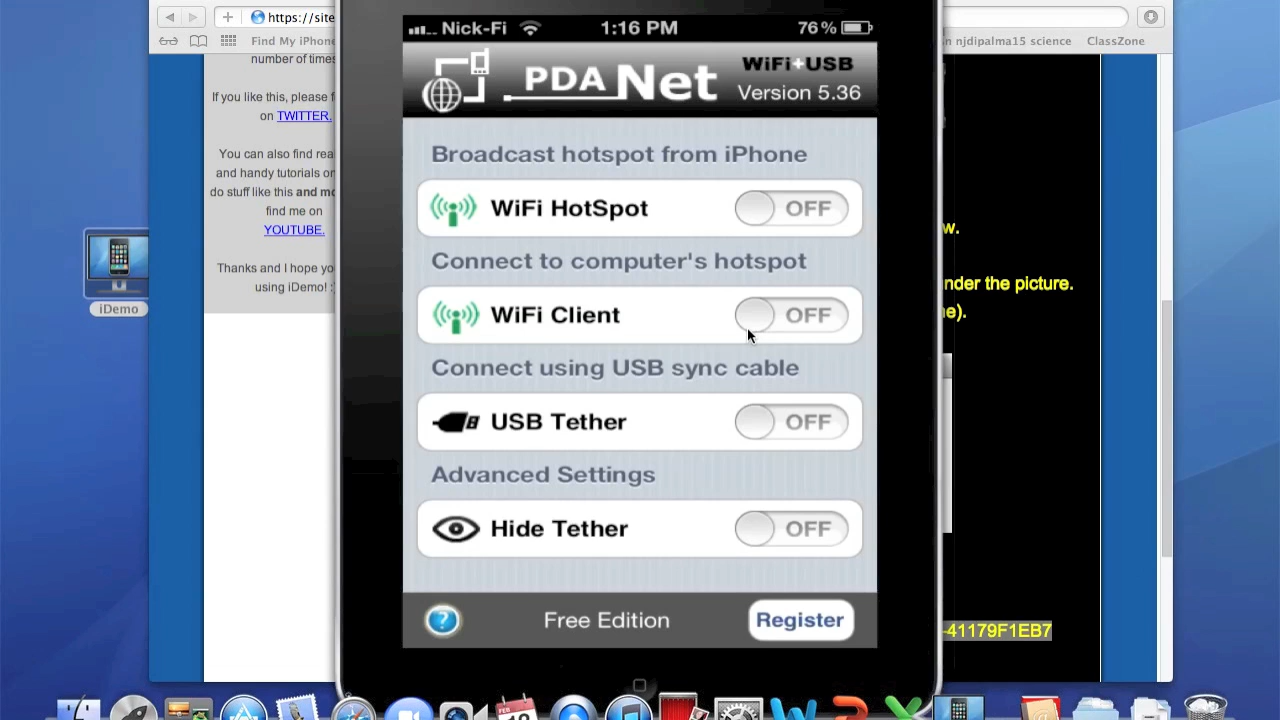 https://site
Find My iPhone
n njdipalma15 science
ClassZone
number of times
If you like this, please f
on TWITTER.
You can also find rea
and handy tutorials on
do stuff like this and mo
find me on
YOUTUBE.
Thanks and I hope yo
using iDemo! :
iDemo
Nick-Fi 1:16 PM 76%
PDA Net
WiFi+USB
Version 5.36
Broadcast hotspot from iPhone
WiFi HotSpot OFF
Connect to computer's hotspot
WiFi Client OFF
Connect using USB sync cable
USB Tether OFF
Advanced Settings
Hide Tether OFF
? Free Edition Register
w.
nder the picture.
e).
-41179F1EB7
FEB